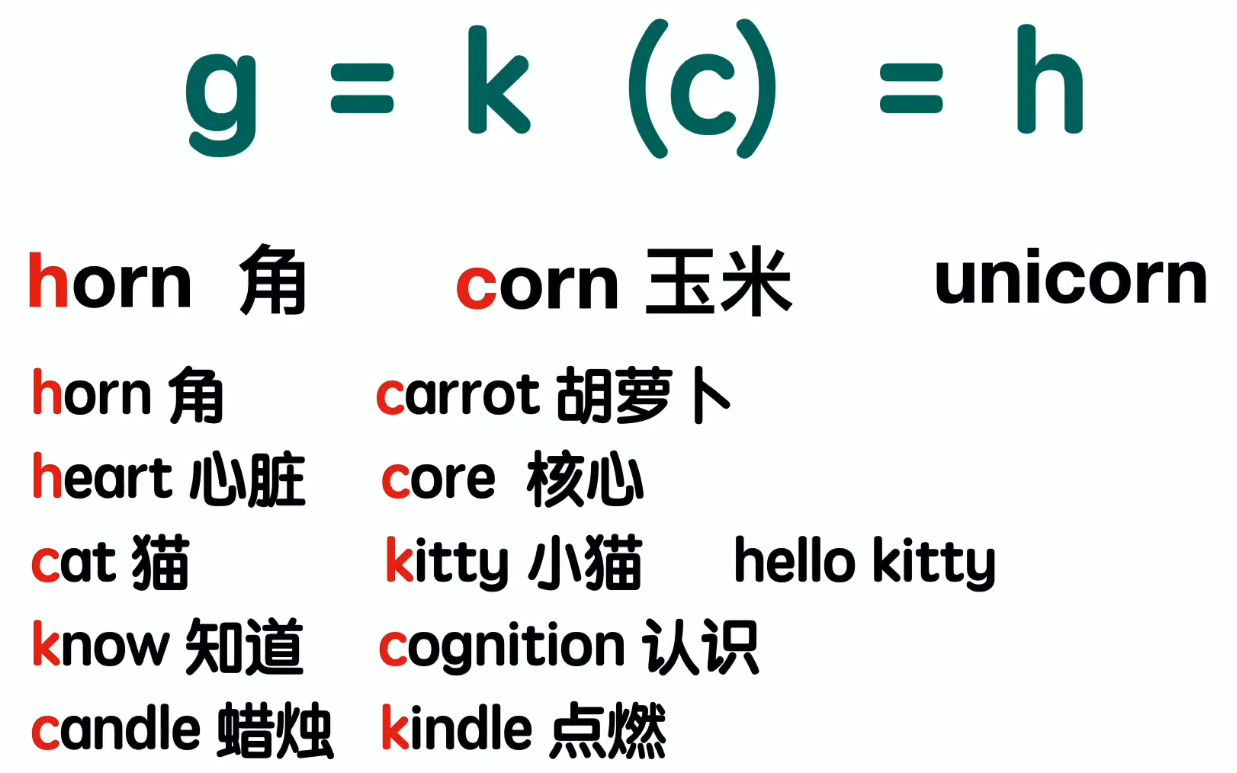 g = k (c) = h
horn 角 corn 玉米 unicorn
horn 角 carrot 胡萝卜
heart 心脏 core 核心
cat 猫 kitty 小猫 hello kitty
know 知道 cognition 认识
candle 蜡烛 kindle 点燃